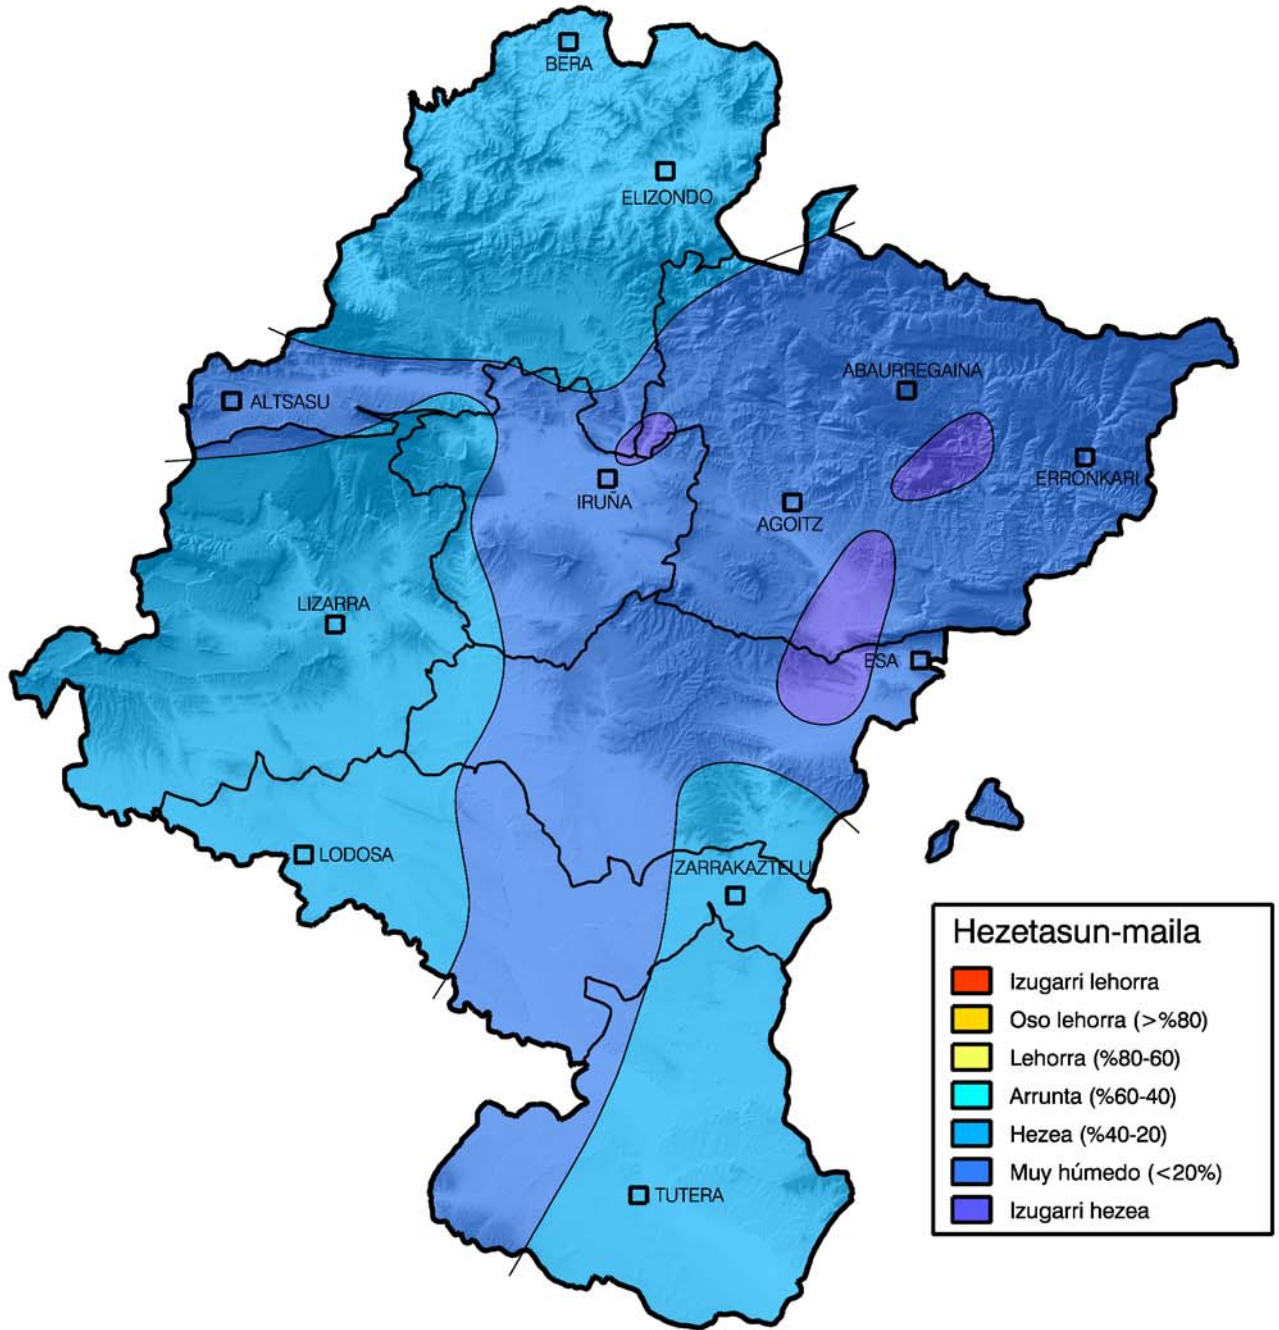 BERA
ELIZONDO
ABAURREGAINA
ALTSASU
ERRONKARI
IRUÑA
AGOITZ
LIZARRA
ESA
LODOSA
ZARRAKAZTELU
TUTERA
Hezetasun-maila
Izugarri lehorra
Oso lehorra (>%80)
Lehorra (%80-60)
Arrunta (%60-40)
Hezea (%40-20)
Muy húmedo (<20%)
Izugarri hezea